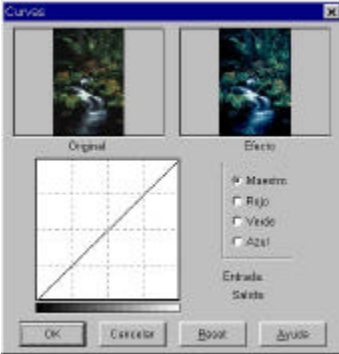 Curvas
Original
Efecto
Maestro
Rojo
Verde
Azul
Entrada:
Salida:
OK
Cancelar
Reset
Ayuda